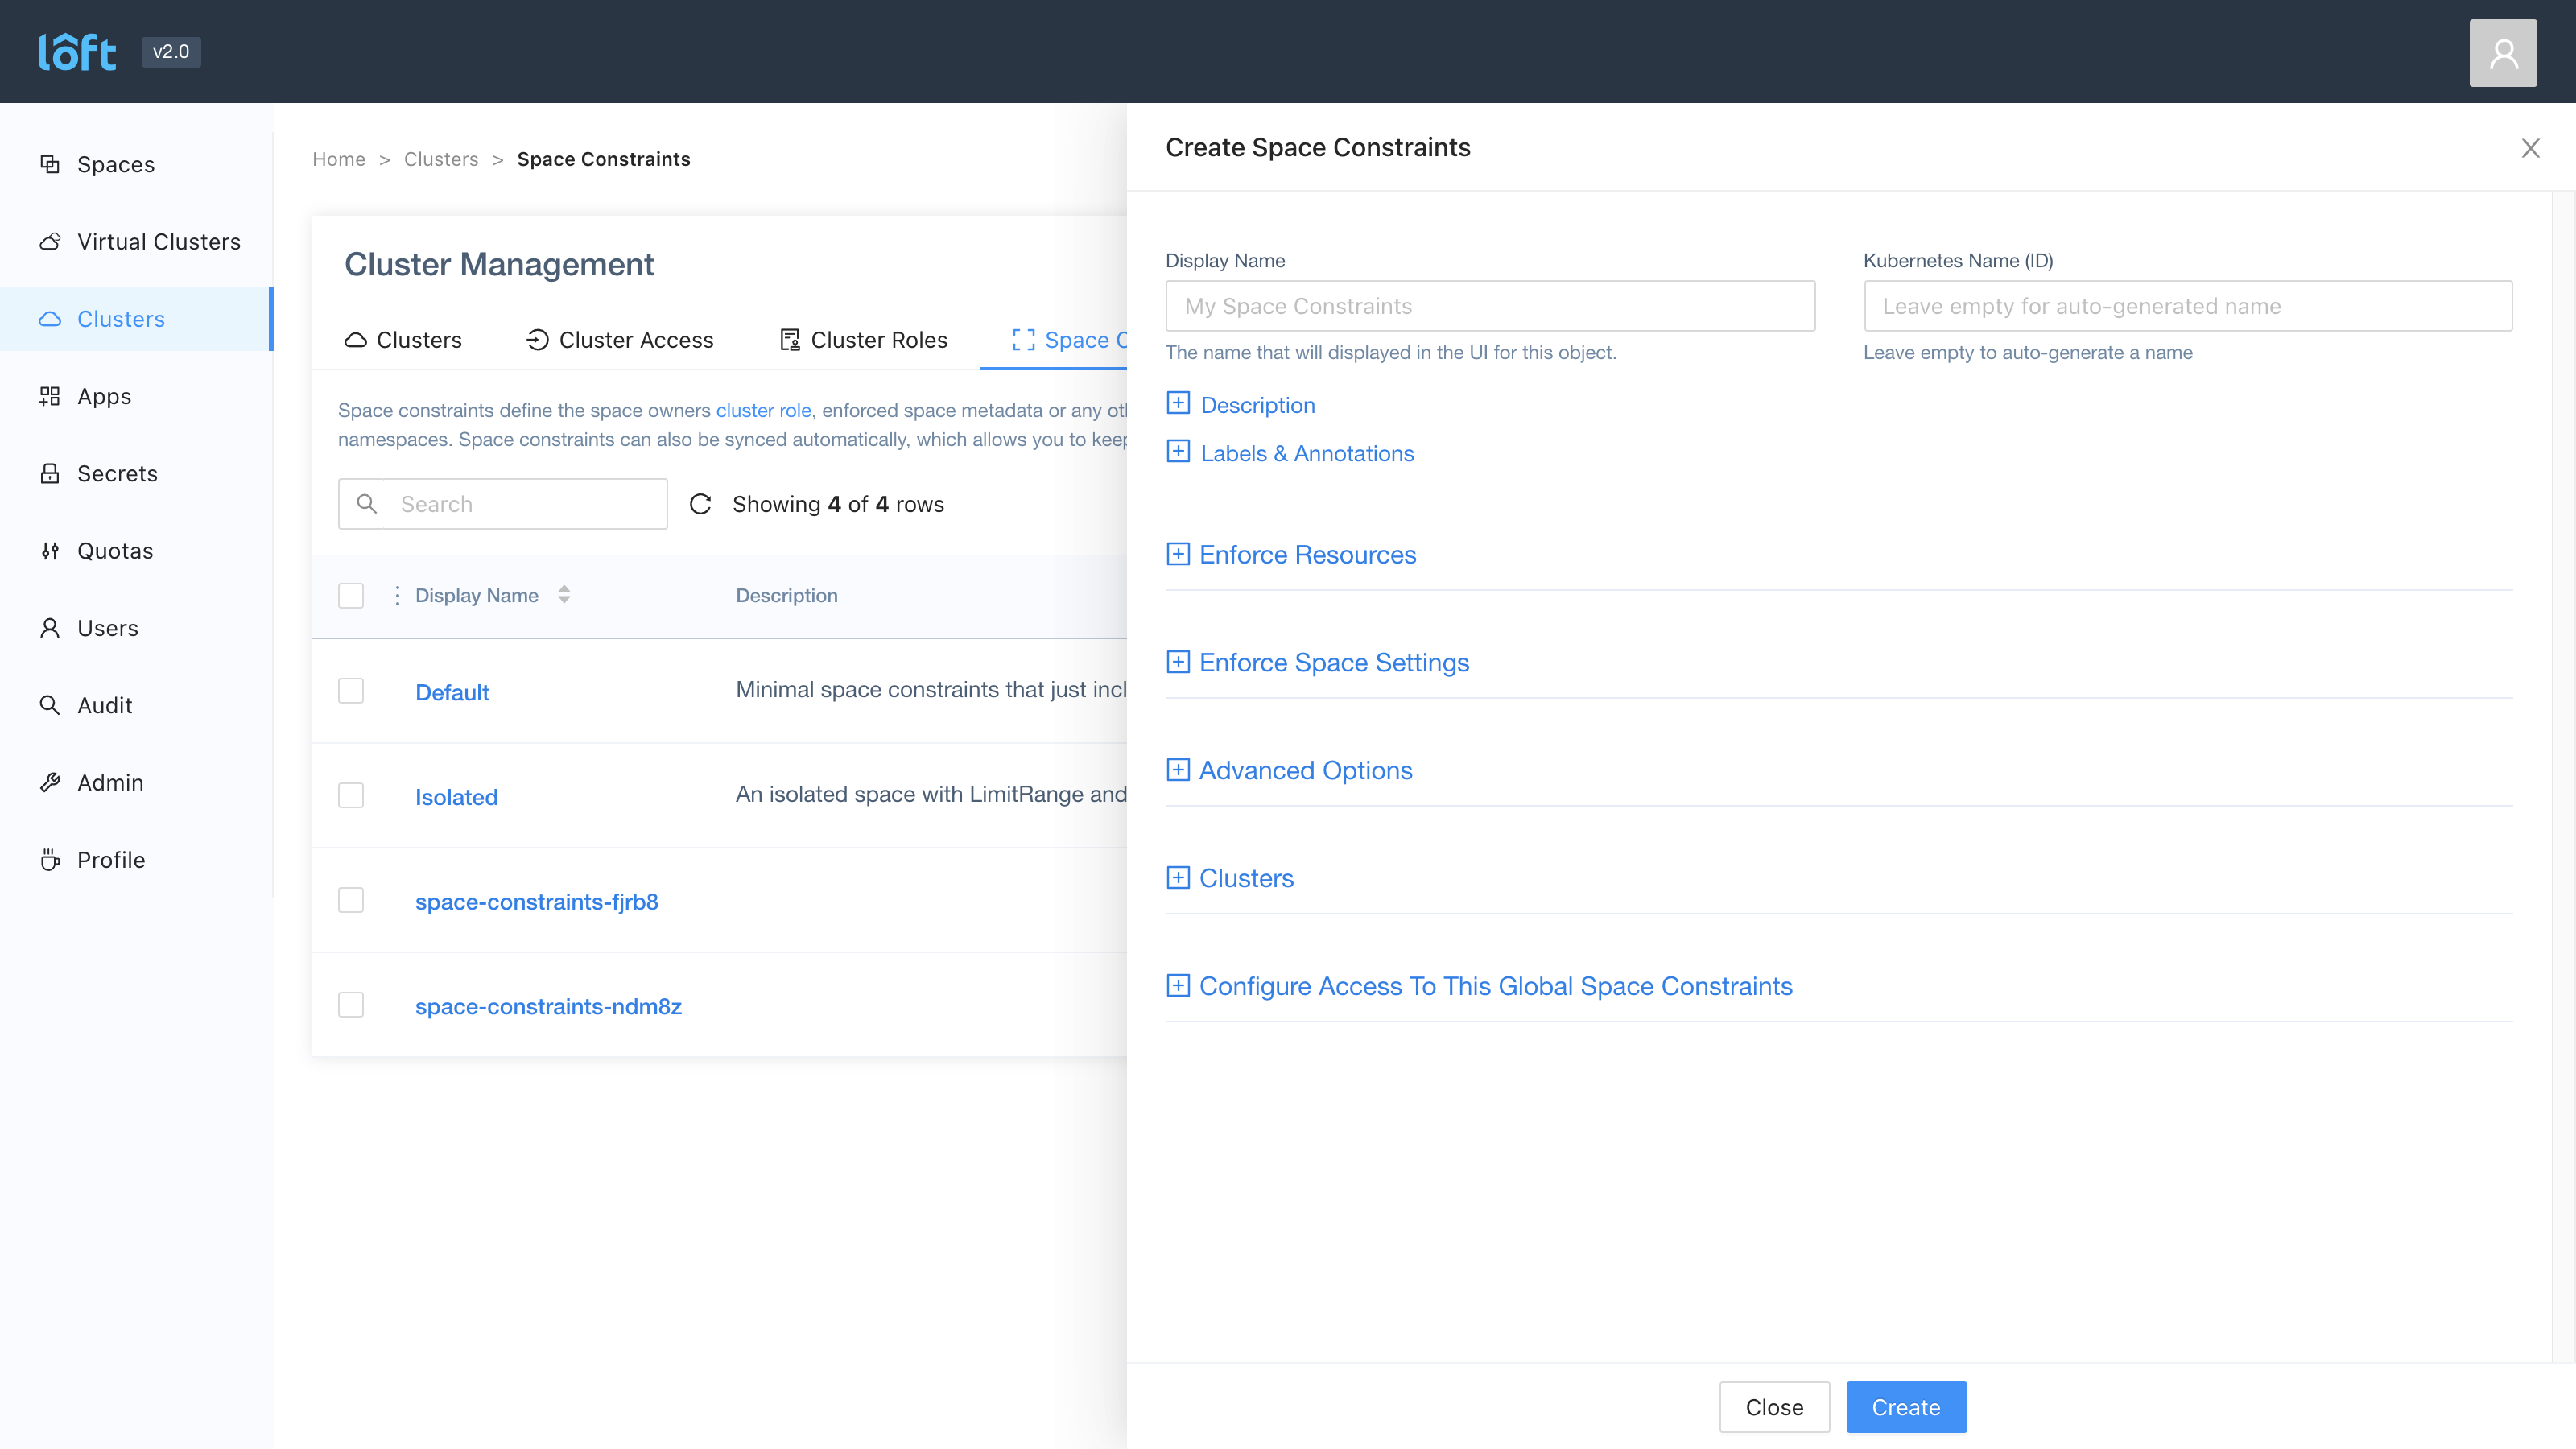 lôft v2.0
Spaces
Virtual Clusters
Clusters
Apps
Secrets
Quotas
Users
Audit
Admin
Profile
Home > Clusters > Space Constraints
Cluster Management
Clusters Cluster Access Cluster Roles Space C
Space constraints define the space owners cluster role, enforced space metadata or any ot
namespaces. Space constraints can also be synced automatically, which allows you to keep
Search Showing 4 of 4 rows
Display Name Description
Default Minimal space constraints that just incl
Isolated An isolated space with LimitRange and
space-constraints-fjrb8
space-constraints-ndm8z
Create Space Constraints
Display Name Kubernetes Name (ID)
My Space Constraints Leave empty for auto-generated name
The name that will displayed in the UI for this object. Leave empty to auto-generate a name
Description
Labels & Annotations
Enforce Resources
Enforce Space Settings
Advanced Options
Clusters
Configure Access To This Global Space Constraints
Close Create